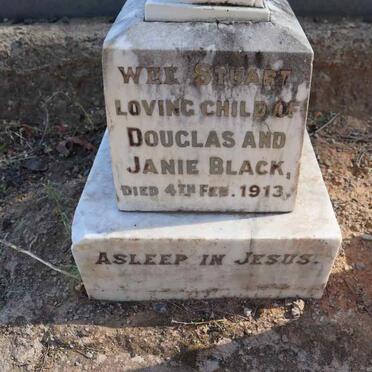 WEE STUART
LOVING CHILD OF
DOUGLAS AND
JANIE BLACK,
DIED 4TH FEB. 1913.
ASLEEP IN JESUS.